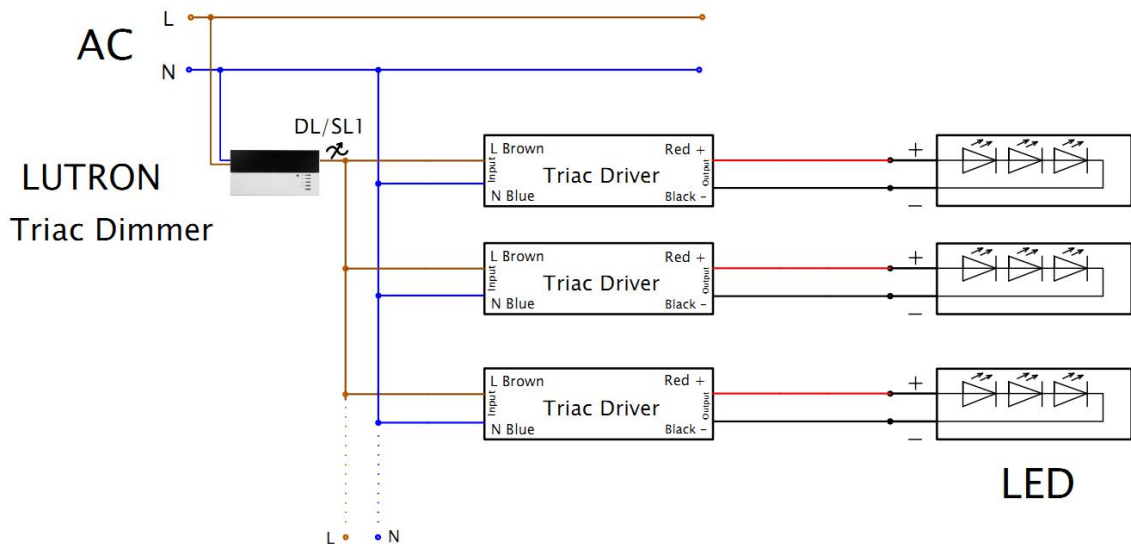 L
AC
N
DL/SL1
LUTRON
Triac Dimmer
L Brown
Red +
Input
Triac Driver
Output
N Blue
Black -
+
−
L Brown
Red +
Input
Triac Driver
Output
N Blue
Black -
+
−
L Brown
Red +
Input
Triac Driver
Output
N Blue
Black -
+
−
LED
L
N